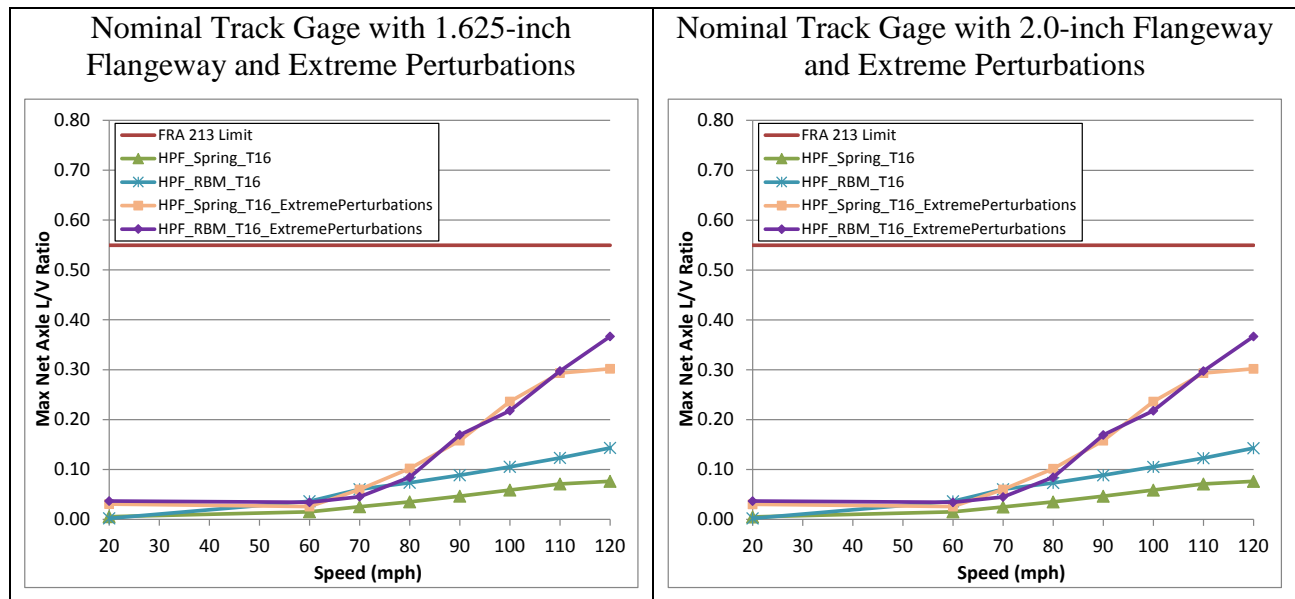 Nominal Track Gage with 1.625-inch
Flangeway and Extreme Perturbations
Max Net Axle L/V Ratio
0.80
0.70
0.60
0.50
0.40
0.30
0.20
0.10
0.00
FRA 213 Limit
HPF_Spring_T16
HPF_RBM_T16
HPF_Spring_T16_ExtremePerturbations
HPF_RBM_T16_ExtremePerturbations
20 30 40 50 60 70 80 90 100 110 120
Speed (mph)
Nominal Track Gage with 2.0-inch Flangeway
and Extreme Perturbations
Max Net Axle L/V Ratio
0.80
0.70
0.60
0.50
0.40
0.30
0.20
0.10
0.00
FRA 213 Limit
HPF_Spring_T16
HPF_RBM_T16
HPF_Spring_T16_ExtremePerturbations
HPF_RBM_T16_ExtremePerturbations
20 30 40 50 60 70 80 90 100 110 120
Speed (mph)